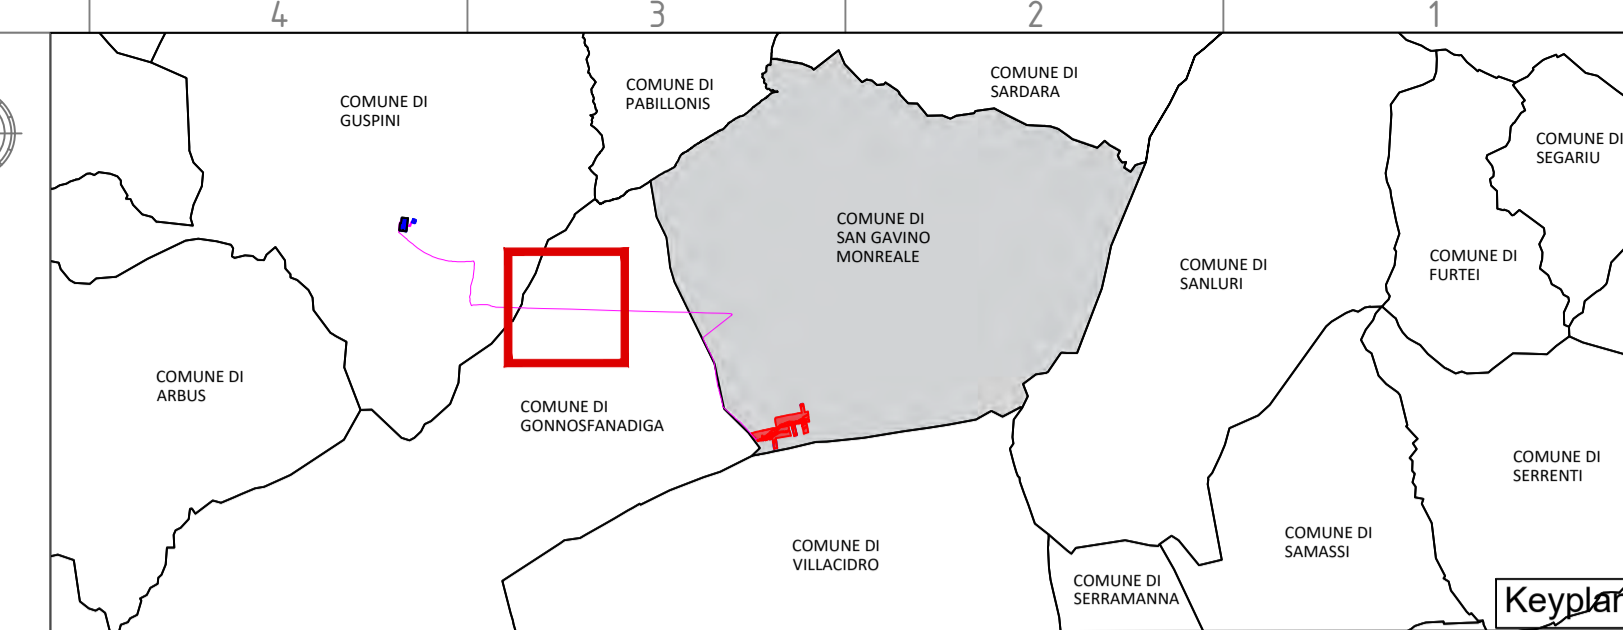 4 3 2 1
COMUNE DI
GUSPINI
COMUNE DI
PABILLONIS
COMUNE DI
SARDARA
COMUNE DI
SEGARIU
COMUNE DI
SAN GAVINO
MONREALE
COMUNE DI
SANLURI
COMUNE DI
FURTEI
COMUNE DI
ARBUS
COMUNE DI
GONNOSFANADIGA
COMUNE DI
SERRENTI
COMUNE DI
VILLACIDRO
COMUNE DI
SAMASSI
COMUNE DI
SERRAMANNA
Keyplan